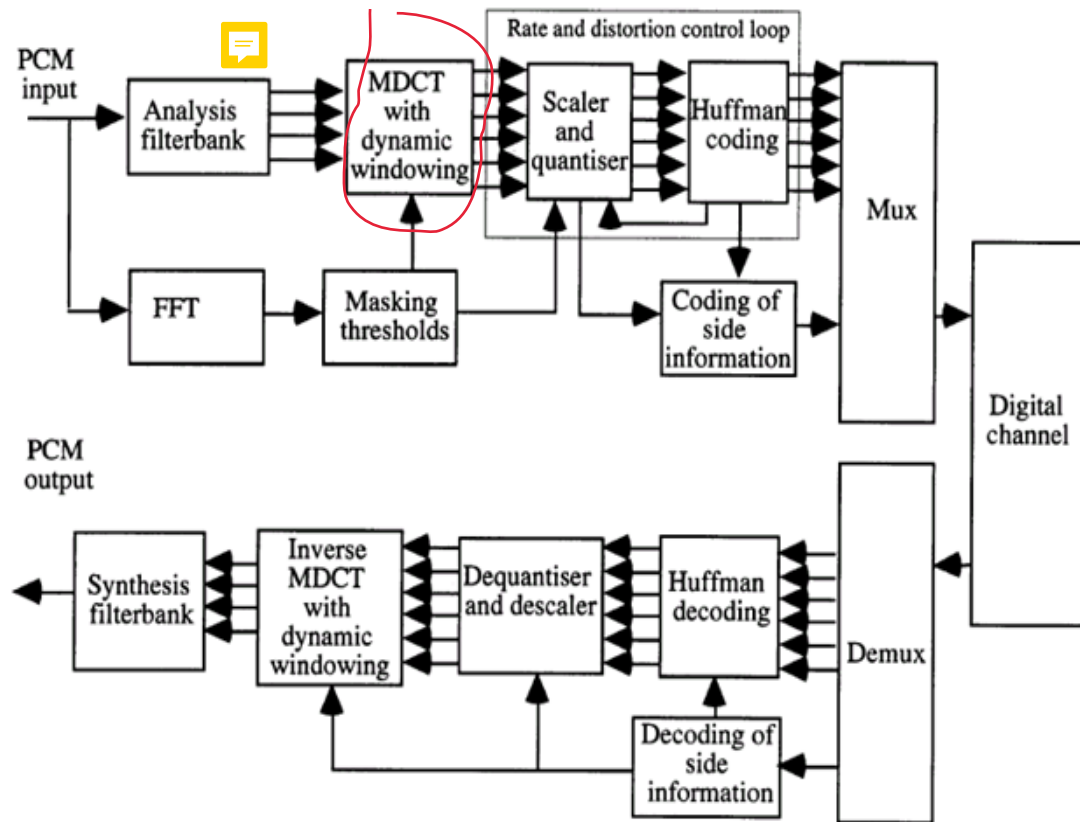 Rate and distortion control loop
PCM
input
Analysis
filterbank
MDCT
with
dynamic
windowing
Scaler
and
quantiser
Huffman
coding
Mux
FFT
Masking
thresholds
Coding of
side
information
Digital
channel
PCM
output
Synthesis
filterbank
Inverse
MDCT
with
dynamic
windowing
Dequantiser
and descaler
Huffman
decoding
Demux
Decoding of
side
information